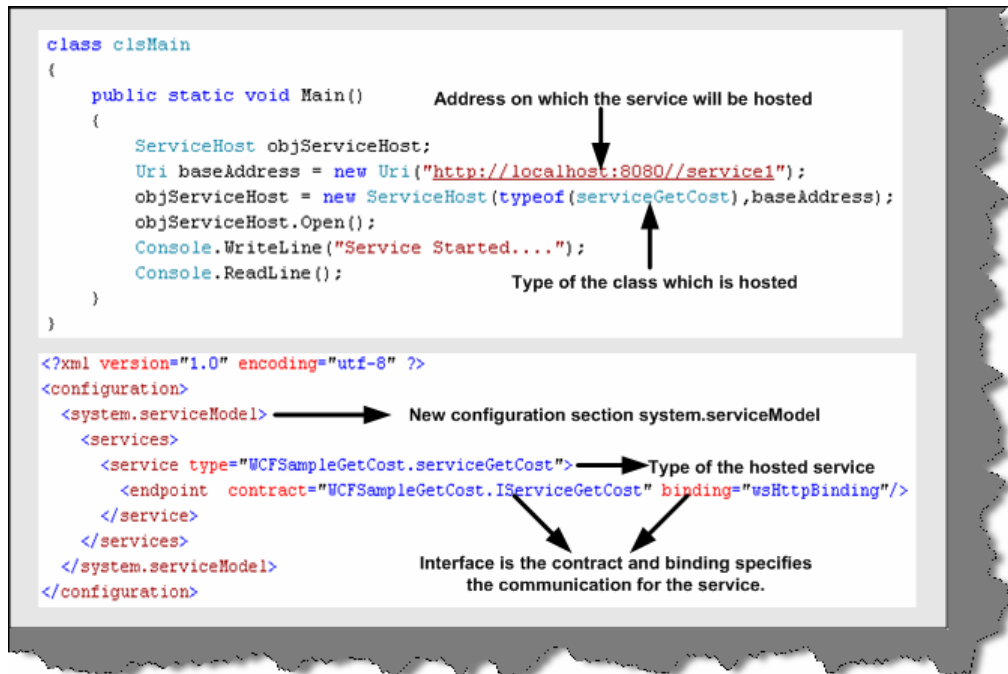 class clsMain
{
public static void Main()
Address on which the service will be hosted
{
ServiceHost objServiceHost;
Uri baseAddress = new Uri("http://localhost:8080//service1");
objServiceHost = new ServiceHost(typeof(serviceGetCost),baseAddress);
objServiceHost.Open();
Console.WriteLine("Service Started....");
Console.ReadLine();
Type of the class which is hosted
}
}
<?xml version="1.0" encoding="utf-8" ?>
<configuration>
<system.serviceModel>
New configuration section system.serviceModel
<services>
<service type="WCFSampleGetCost.serviceGetCost">
Type of the hosted service
<endpoint  contract="WCFSampleGetCost.IServiceGetCost" binding="wsHttpBinding"/>
</service>
</services>
Interface is the contract and binding specifies
</system.serviceModel>
the communication for the service.
</configuration>